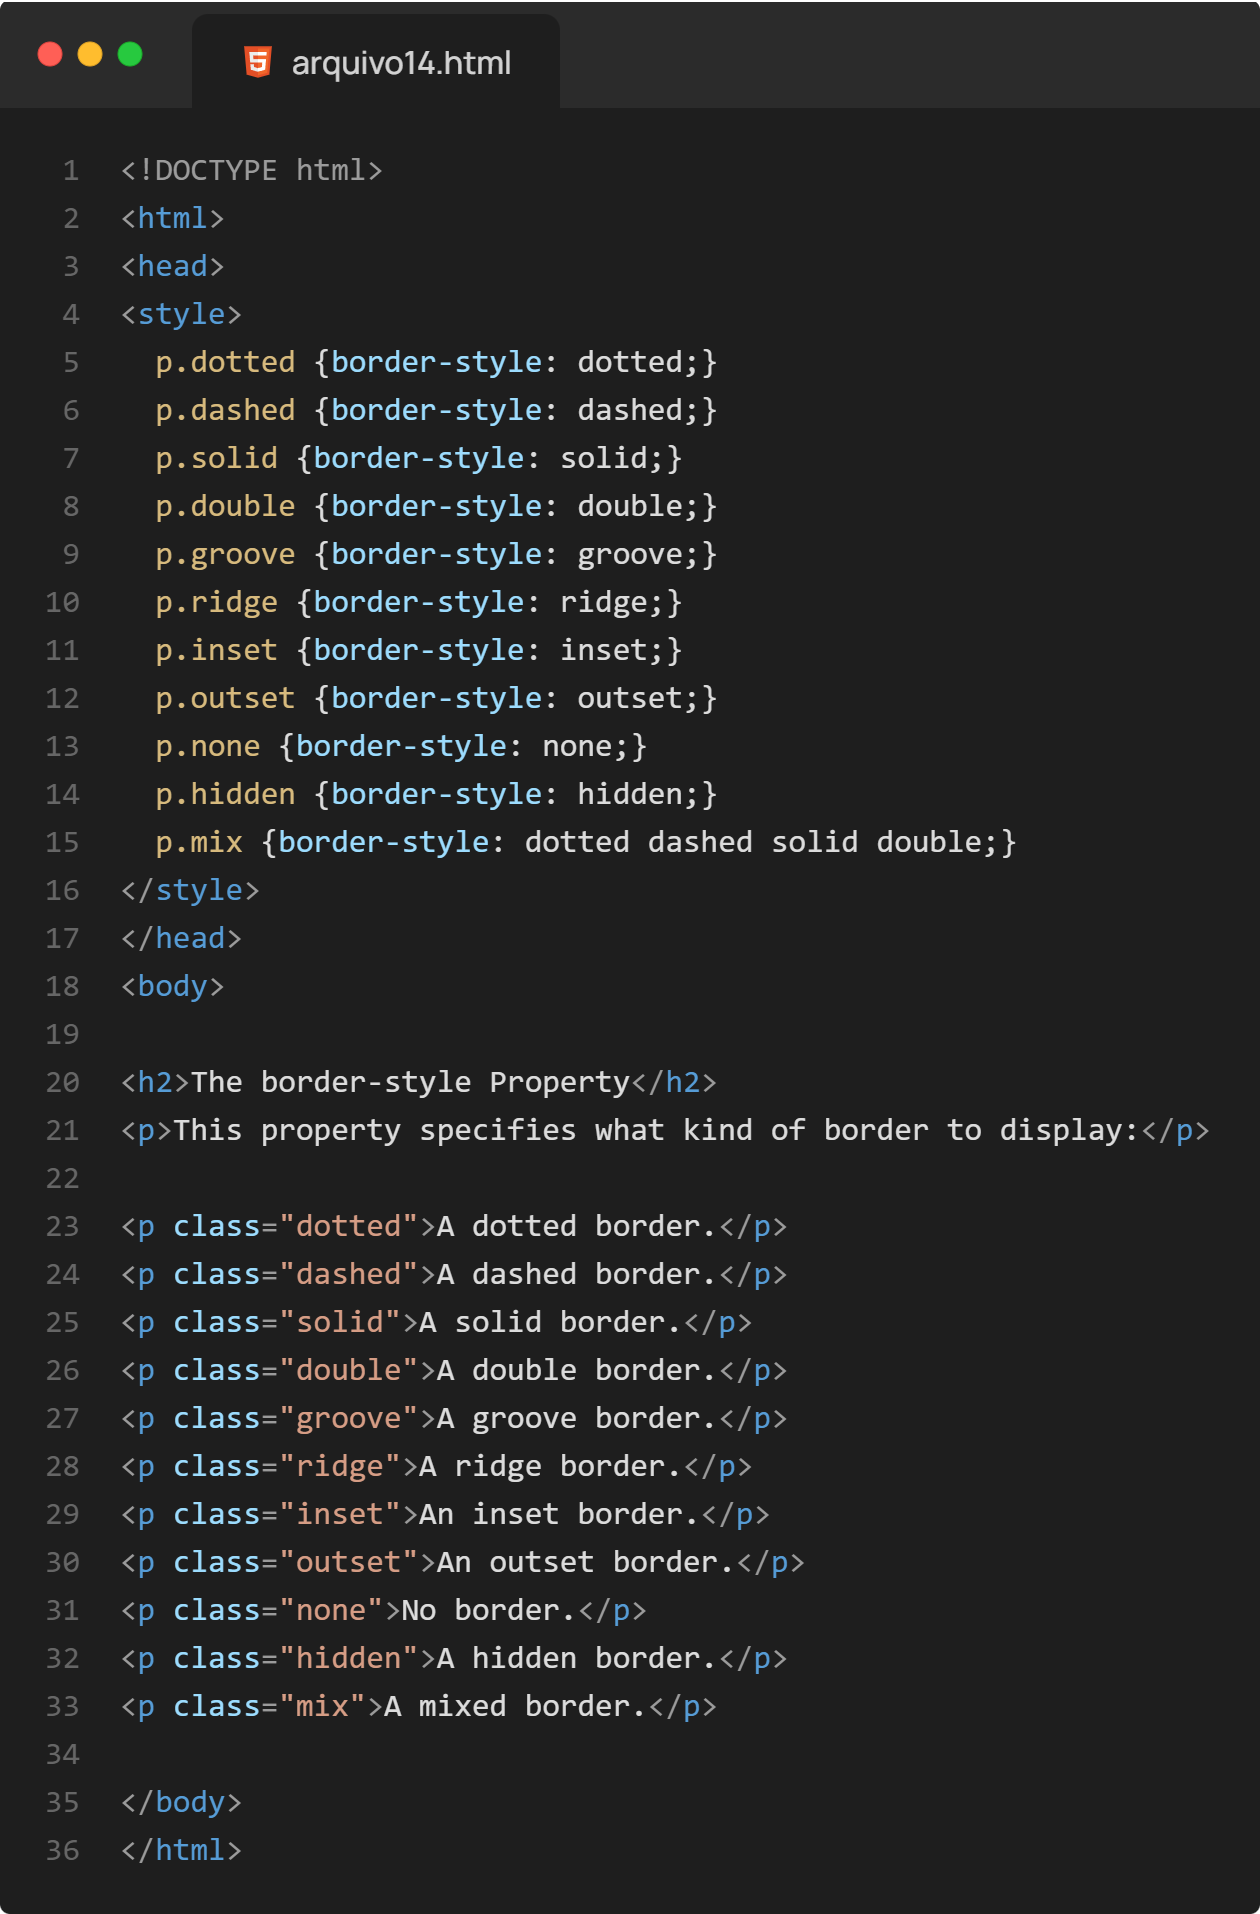 arquivo14.html
1 <!DOCTYPE html>
2 <html>
3 <head>
4 <style>
5   p.dotted {border-style: dotted;}
6   p.dashed {border-style: dashed;}
7   p.solid {border-style: solid;}
8   p.double {border-style: double;}
9   p.groove {border-style: groove;}
10   p.ridge {border-style: ridge;}
11   p.inset {border-style: inset;}
12   p.outset {border-style: outset;}
13   p.none {border-style: none;}
14   p.hidden {border-style: hidden;}
15   p.mix {border-style: dotted dashed solid double;}
16 </style>
17 </head>
18 <body>
19
20 <h2>The border-style Property</h2>
21 <p>This property specifies what kind of border to display:</p>
22
23 <p class="dotted">A dotted border.</p>
24 <p class="dashed">A dashed border.</p>
25 <p class="solid">A solid border.</p>
26 <p class="double">A double border.</p>
27 <p class="groove">A groove border.</p>
28 <p class="ridge">A ridge border.</p>
29 <p class="inset">An inset border.</p>
30 <p class="outset">An outset border.</p>
31 <p class="none">No border.</p>
32 <p class="hidden">A hidden border.</p>
33 <p class="mix">A mixed border.</p>
34
35 </body>
36 </html>